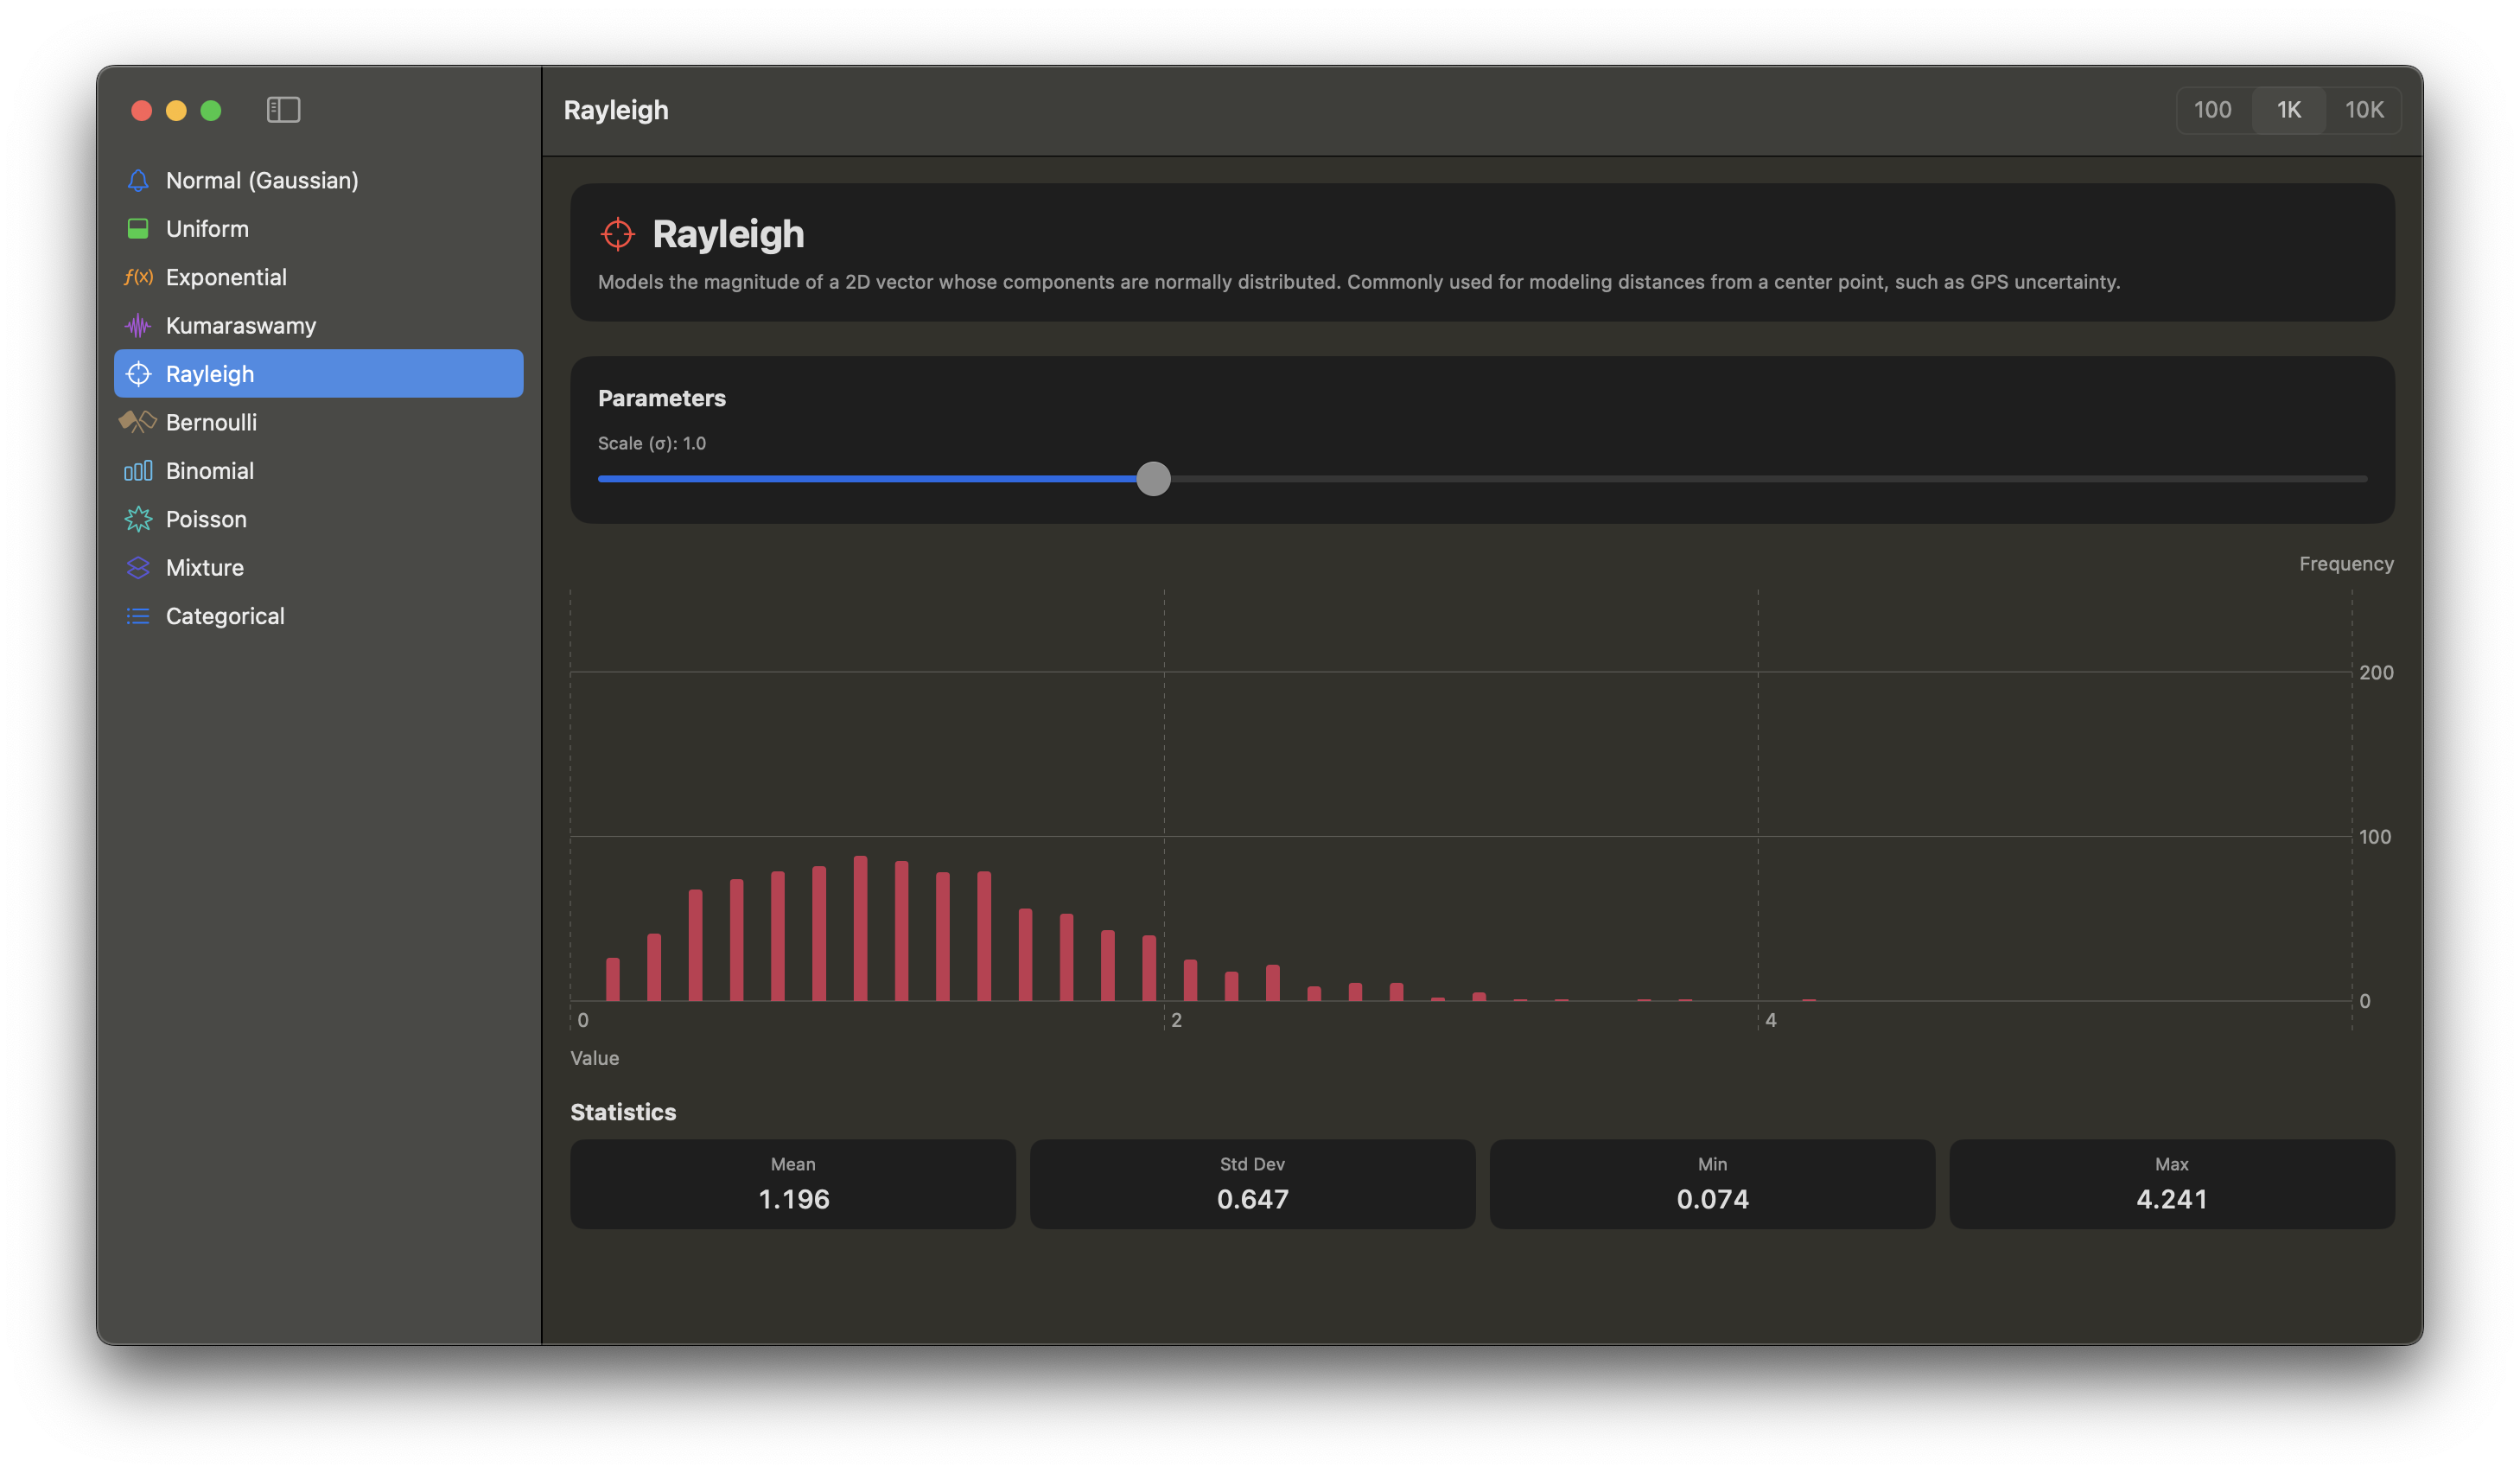 Rayleigh
100 1K 10K
Normal (Gaussian)
Uniform
f(x) Exponential
Kumaraswamy
Rayleigh
Bernoulli
Binomial
Poisson
Mixture
Categorical
Rayleigh
Models the magnitude of a 2D vector whose components are normally distributed. Commonly used for modeling distances from a center point, such as GPS uncertainty.
Parameters
Scale (σ): 1.0
Frequency
200
100
0
0 2 4
Value
Statistics
Mean Std Dev Min Max
1.196 0.647 0.074 4.241